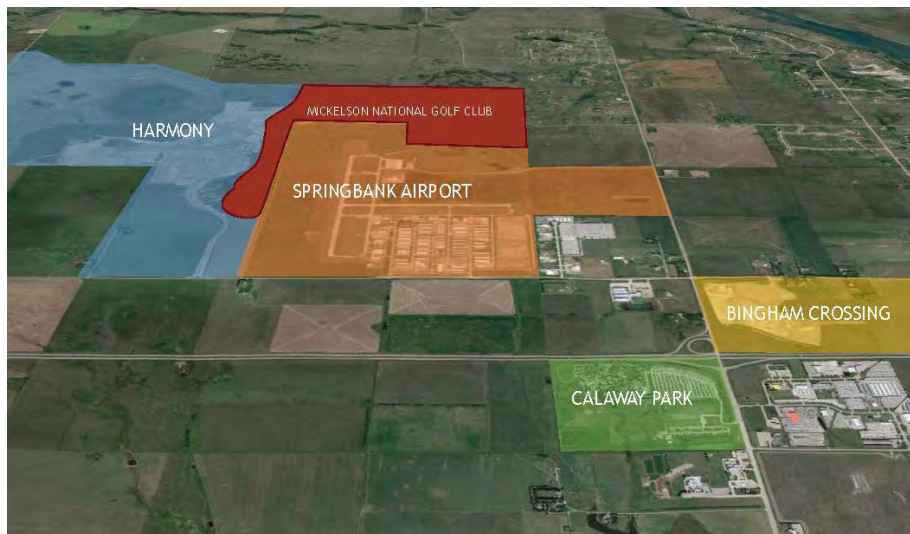 MICKELSON NATIONAL GOLF CLUB
HARMONY
SPRINGBANK AIRPORT
BINGHAM CROSSING
CALAWAY PARK